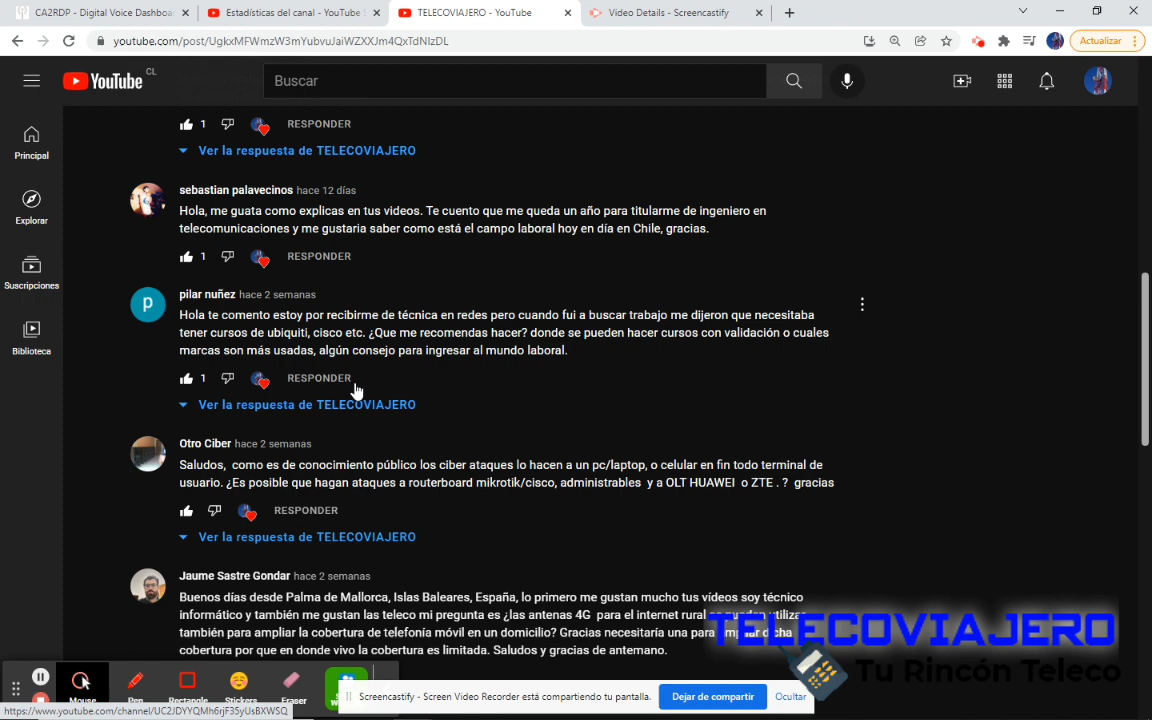 CA2RDP - Digital Voice Dashboa
Estadísticas del canal - YouTube
TELECOVIAJERO - YouTube
Video Details - Screencastify
youtube.com/post/UgkxMFWmzW3mYubvuJaiWZXXJm4QxTdNIzDL
Actualizar
YouTube CL
Buscar
Principal
Explorar
Suscripciones
Biblioteca
1 RESPONDER
Ver la respuesta de TELECOVIAJERO
sebastian palavecinos hace 12 días
Hola, me guata como explicas en tus videos. Te cuento que me queda un año para titularme de ingeniero en
telecomunicaciones y me gustaria saber como está el campo laboral hoy en día en Chile, gracias.
1 RESPONDER
p
pilar nuñez hace 2 semanas
Hola te comento estoy por recibirme de técnica en redes pero cuando fui a buscar trabajo me dijeron que necesitaba
tener cursos de ubiquiti, cisco etc. ¿Que me recomendas hacer? donde se pueden hacer cursos con validación o cuales
marcas son más usadas, algún consejo para ingresar al mundo laboral.
1 RESPONDER
Ver la respuesta de TELECOVIAJERO
Otro Ciber hace 2 semanas
Saludos, como es de conocimiento público los ciber ataques lo hacen a un pc/laptop, o celular en fin todo terminal de
usuario. ¿Es posible que hagan ataques a routerboard mikrotik/cisco, administrables y a OLT HUAWEI o ZTE . ? gracias
RESPONDER
Ver la respuesta de TELECOVIAJERO
Jaume Sastre Gondar hace 2 semanas
Buenos días desde Palma de Mallorca, Islas Baleares, España, lo primero me gustan mucho tus vídeos soy técnico
informático y también me gustan las teleco mi pregunta es ¿las antenas 4G para el internet rural se pueden utilizar
también para ampliar la cobertura de telefonía móvil en un domicilio? Gracias necesitaría una para ampliar dicha
cobertura por que en donde vivo la cobertura es limitada. Saludos y gracias de antemano.
TELECOVIAJERO
Tu Rincón Teleco
Mouse
Pen
Rectangle
Stickers
Eraser
Screencastify - Screen Video Recorder está compartiendo tu pantalla.
Dejar de compartir
Ocultar
https://www.youtube.com/channel/UC2JDYYQMh6rjF35yUsBXWSQ